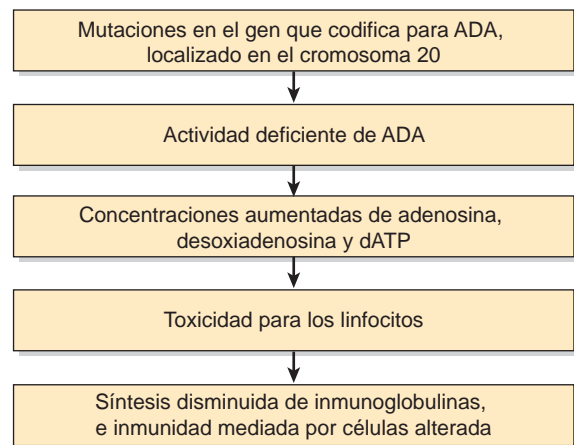 Mutaciones en el gen que codifica para ADA,
localizado en el cromosoma 20
Actividad deficiente de ADA
Concentraciones aumentadas de adenosina,
desoxiadenosina y dATP
Toxicidad para los linfocitos
Síntesis disminuida de inmunoglobulinas,
e inmunidad mediada por células alterada